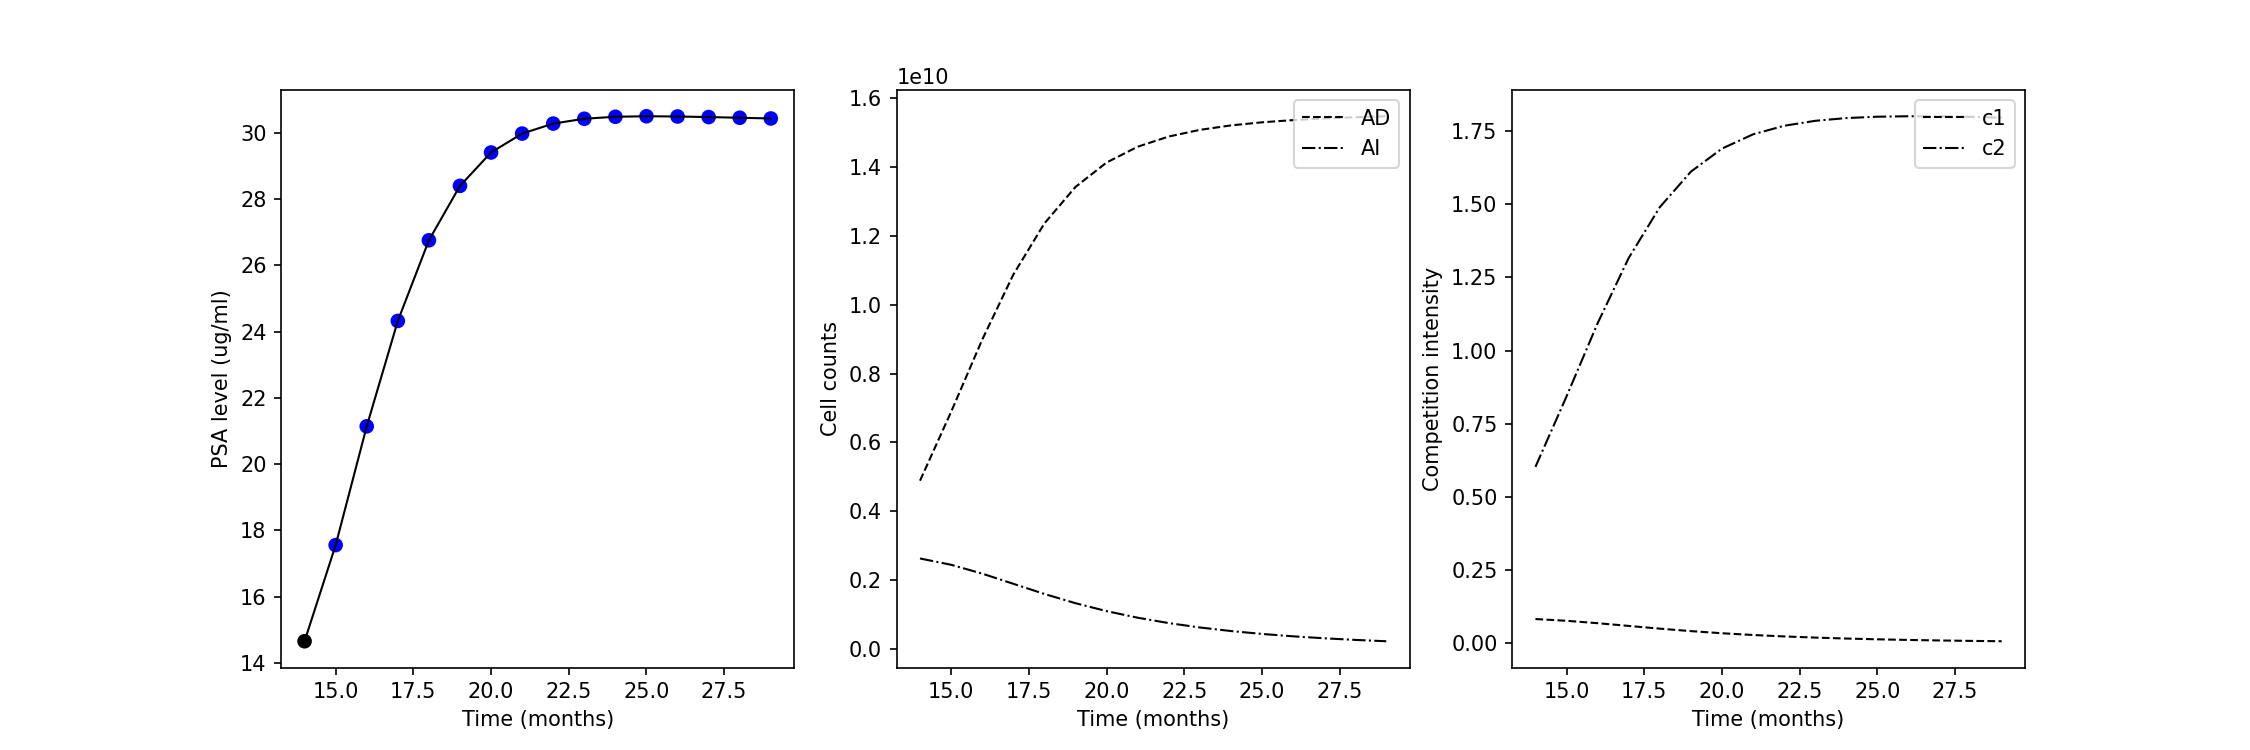 PSA level (ug/ml)
30
28
26
24
22
20
18
16
14
15.0 17.5 20.0 22.5 25.0 27.5
Time (months)
1e10
Cell counts
1.6
1.4
1.2
1.0
0.8
0.6
0.4
0.2
0.0
AD
AI
15.0 17.5 20.0 22.5 25.0 27.5
Time (months)
Competition intensity
1.75
1.50
1.25
1.00
0.75
0.50
0.25
0.00
c1
c2
15.0 17.5 20.0 22.5 25.0 27.5
Time (months)